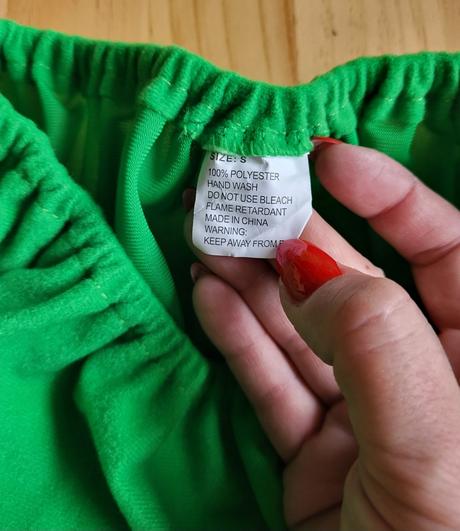 SIZE: S
100% POLYESTER
HAND WASH
DO NOT USE BLEACH
FLAME RETARDANT
MADE IN CHINA
WARNING:
KEEP AWAY FROM